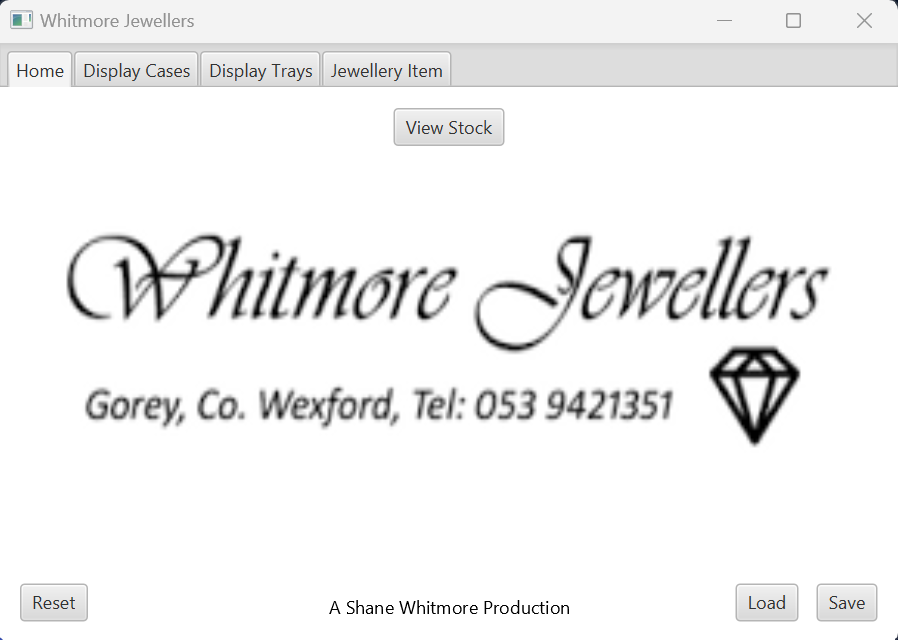 Whitmore Jewellers
Home Display Cases Display Trays Jewellery Item
View Stock
Whitmore Jewellers
Gorey, Co. Wexford, Tel: 053 9421351
Reset A Shane Whitmore Production Load Save